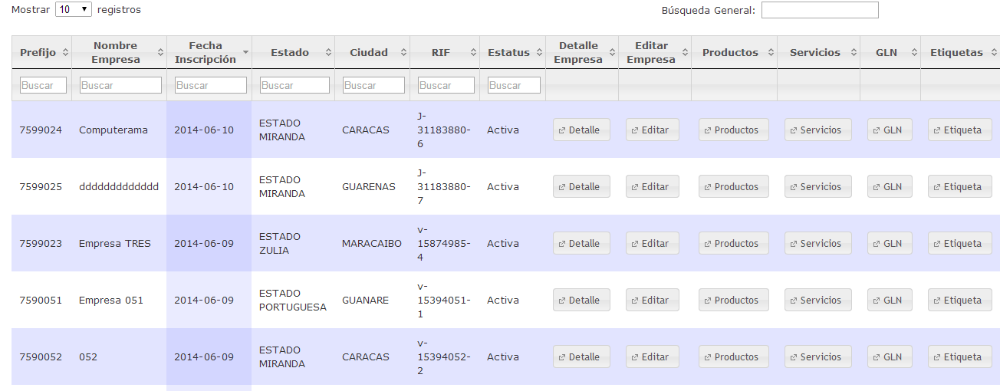 Mostrar 10 registros Búsqueda General:
Prefijo Nombre Empresa Fecha Inscripción Estado Ciudad RIF Estatus Detalle Empresa Editar Empresa Productos Servicios GLN Etiquetas
Buscar Buscar Buscar Buscar Buscar Buscar Buscar
7599024 Computerama 2014-06-10 ESTADO MIRANDA CARACAS J-31183880-6 Activa Detalle Editar Productos Servicios GLN Etiqueta
7599025 ddddddddddddd 2014-06-10 ESTADO MIRANDA GUARENAS J-31183880-7 Activa Detalle Editar Productos Servicios GLN Etiqueta
7599023 Empresa TRES 2014-06-09 ESTADO ZULIA MARACAIBO v-15874985-4 Activa Detalle Editar Productos Servicios GLN Etiqueta
7590051 Empresa 051 2014-06-09 ESTADO PORTUGUESA GUANARE v-15394051-1 Activa Detalle Editar Productos Servicios GLN Etiqueta
7590052 052 2014-06-09 ESTADO MIRANDA CARACAS v-15394052-2 Activa Detalle Editar Productos Servicios GLN Etiqueta